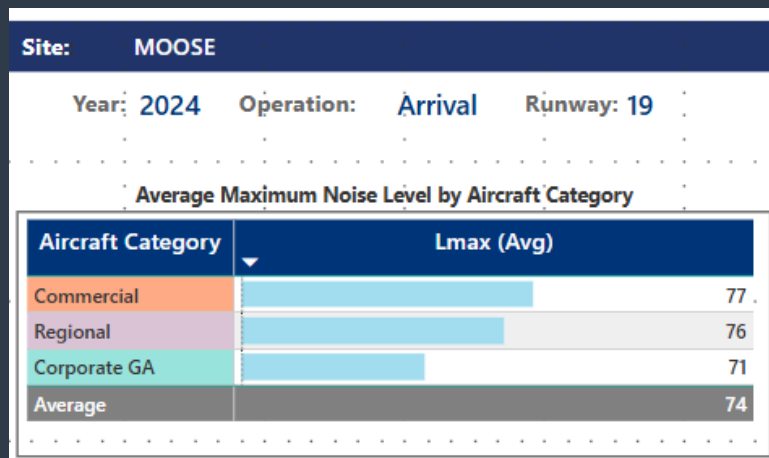 Site: MOOSE
Year: 2024 Operation: Arrival Runway: 19
Average Maximum Noise Level by Aircraft Category
Aircraft Category Lmax (Avg)
Commercial 77
Regional 76
Corporate GA 71
Average 74